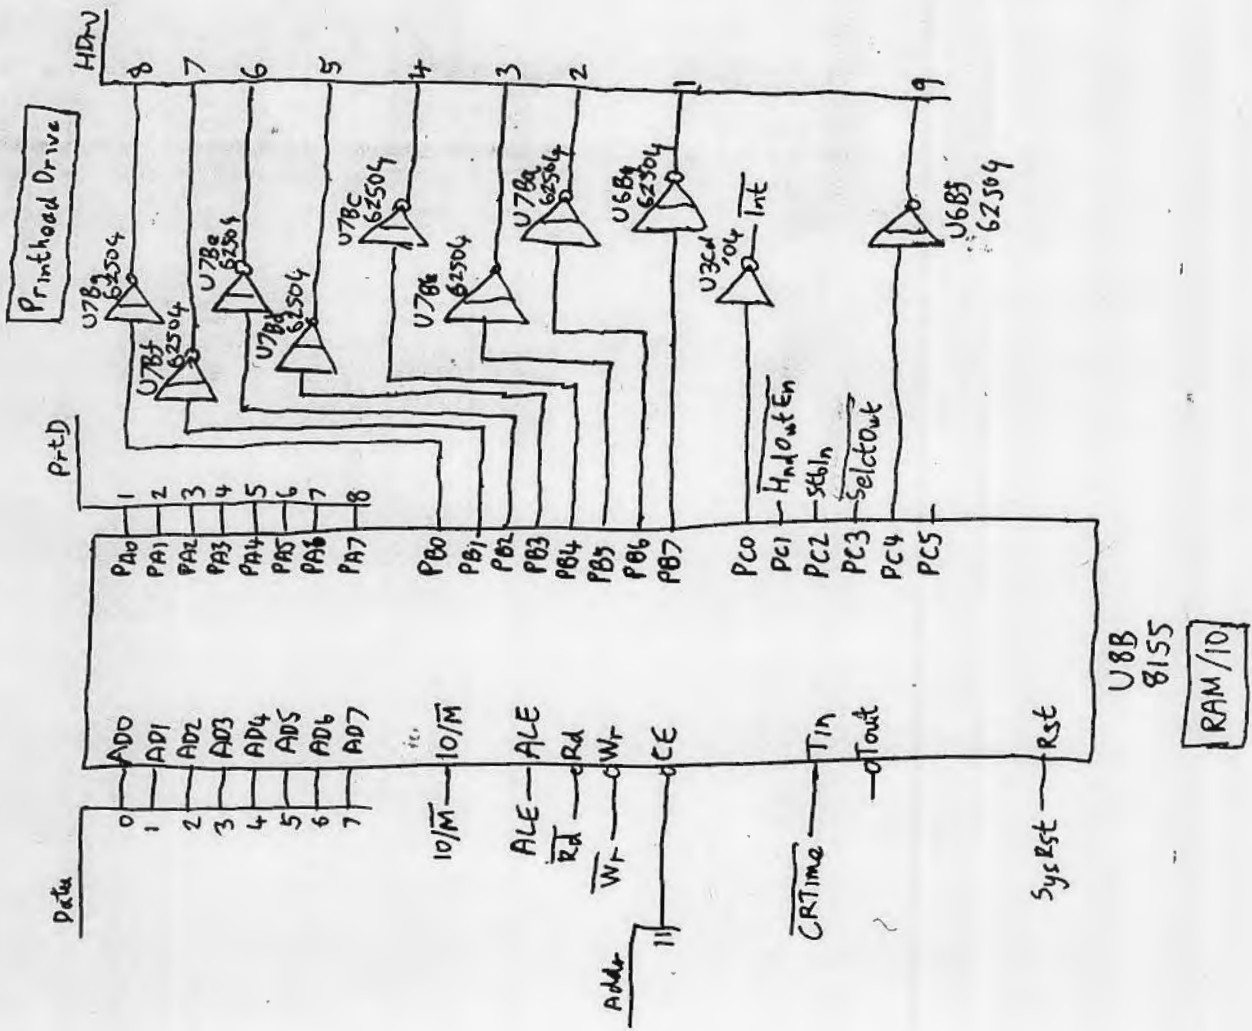 Printhead Drive
HDrv
8
7
6
5
4
3
2
1
9
U7Bg
62504
U7Bf
62504
U7Be
62504
U7Bd
62504
U7BC
62504
U7Bb
62504
U7Ba
62504
U6Bg
62504
U3Cd
'04
Int
U6Bf
62504
PrtD
1
2
3
4
5
6
7
8
HndOutEn
StbIn
SelctOut
PA0
PA1
PA2
PA3
PA4
PA5
PA6
PA7
PB0
PB1
PB2
PB3
PB4
PB5
PB6
PB7
PC0
PC1
PC2
PC3
PC4
PC5
AD0
AD1
AD2
AD3
AD4
AD5
AD6
AD7
IO/M
ALE
Rd
Wr
CE
Tin
Tout
Rst
Data
0
1
2
3
4
5
6
7
IO/M
ALE
Rd
Wr
Addr
11
CRTime
SysRst
U8B
8155
RAM/IO